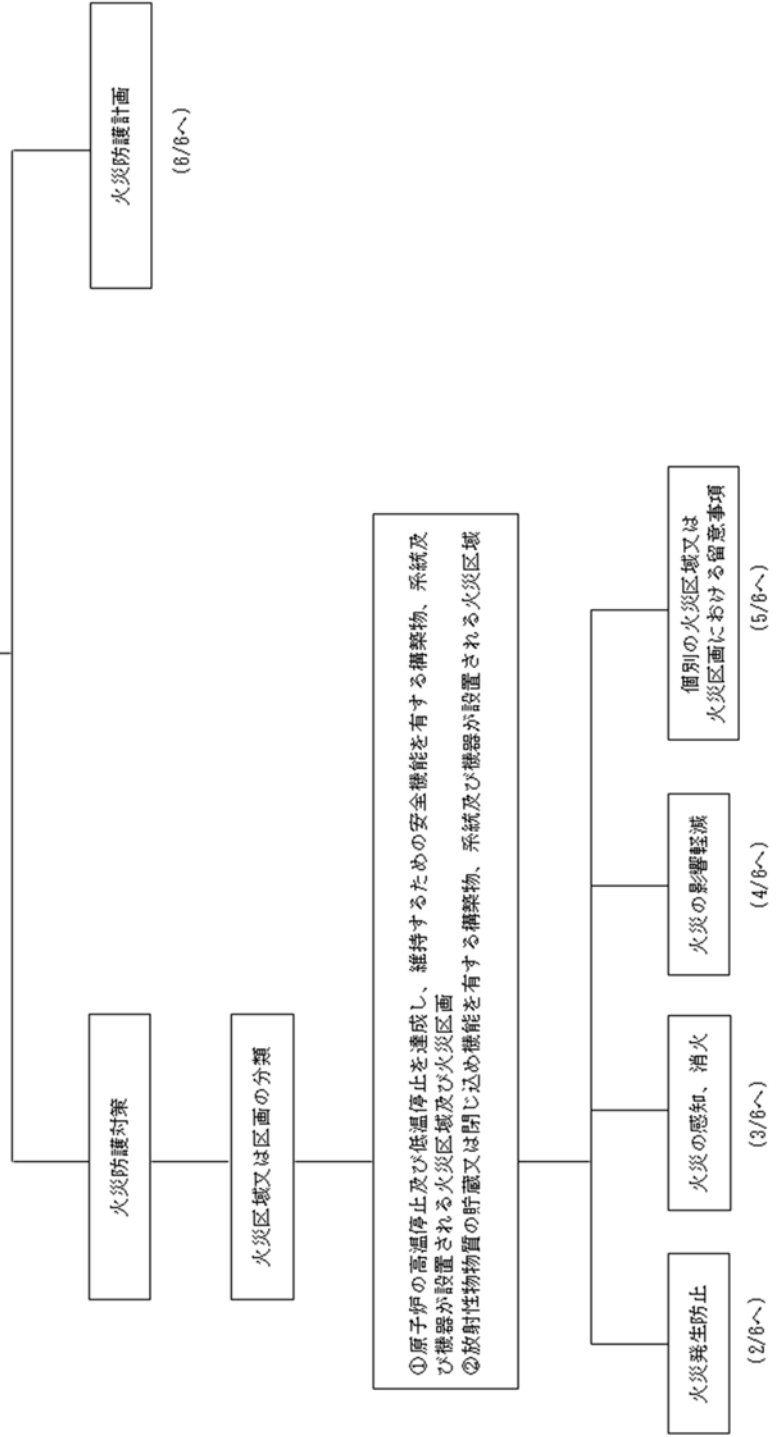 火災防護対策
火災防護計画
(6/6へ)
火災区域又は区画の分類
①原子炉の高温停止及び低温停止を達成し、維持するための安全機能を有する構築物、系統及
び機器が設置される火災区域及び火災区画
②放射性物物質の貯蔵又は閉じ込め機能を有する構築物、系統及び機器が設置される火災区域
火災発生防止
火災の感知、消火
火災の影響軽減
個別の火災区域又は
火災区画における留意事項
(2/6へ)
(3/6へ)
(4/6へ)
(5/6へ)